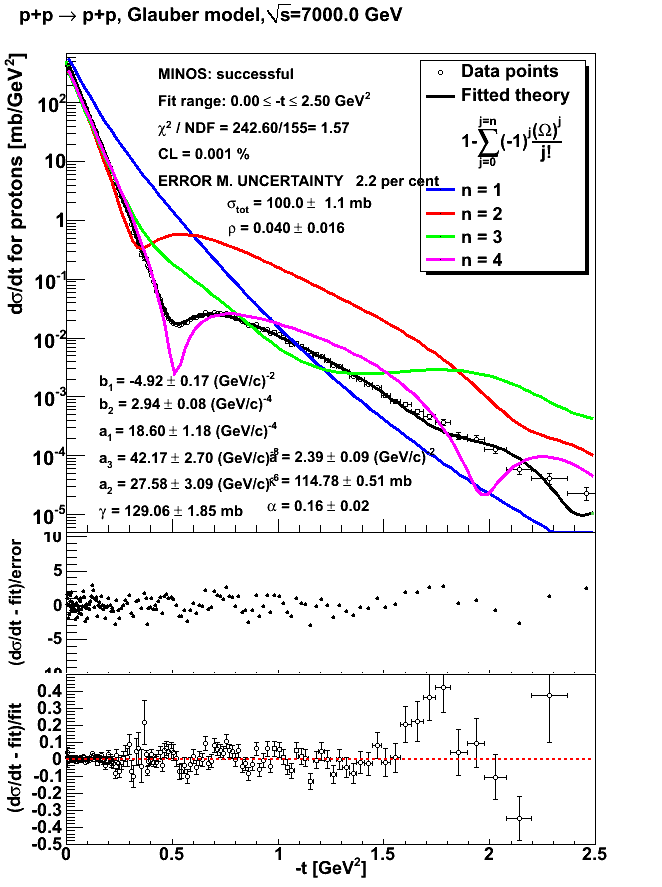 p+p → p+p, Glauber model,√s=7000.0 GeV
dσ/dt for protons [mb/GeV²]
10²
10
1
10⁻¹
10⁻²
10⁻³
10⁻⁴
10⁻⁵
MINOS: successful
Fit range: 0.00 ≤ -t ≤ 2.50 GeV²
χ² / NDF = 242.60/155= 1.57
CL = 0.001 %
ERROR M. UNCERTAINTY 2.2 per cent
σtot = 100.0 ± 1.1 mb
ρ = 0.040 ± 0.016
Data points
Fitted theory
j=n
1-∑(-1)ʲ(Ω)ʲ/j!
j=0
n = 1
n = 2
n = 3
n = 4
b₁ = -4.92 ± 0.17 (GeV/c)⁻²
b₂ = 2.94 ± 0.08 (GeV/c)⁻⁴
a₁ = 18.60 ± 1.18 (GeV/c)⁻⁴
a₃ = 42.17 ± 2.70 (GeV/c)
= 2.39 ± 0.09 (GeV/c)⁻²
a₂ = 27.58 ± 3.09 (GeV/c)
= 114.78 ± 0.51 mb
γ = 129.06 ± 1.85 mb
α = 0.16 ± 0.02
(dσ/dt - fit)/error
10
5
0
-5
(dσ/dt - fit)/fit
0.4
0.3
0.2
0.1
0
-0.1
-0.2
-0.3
-0.4
-0.5
0 0.5 1 1.5 2 2.5
-t [GeV²]